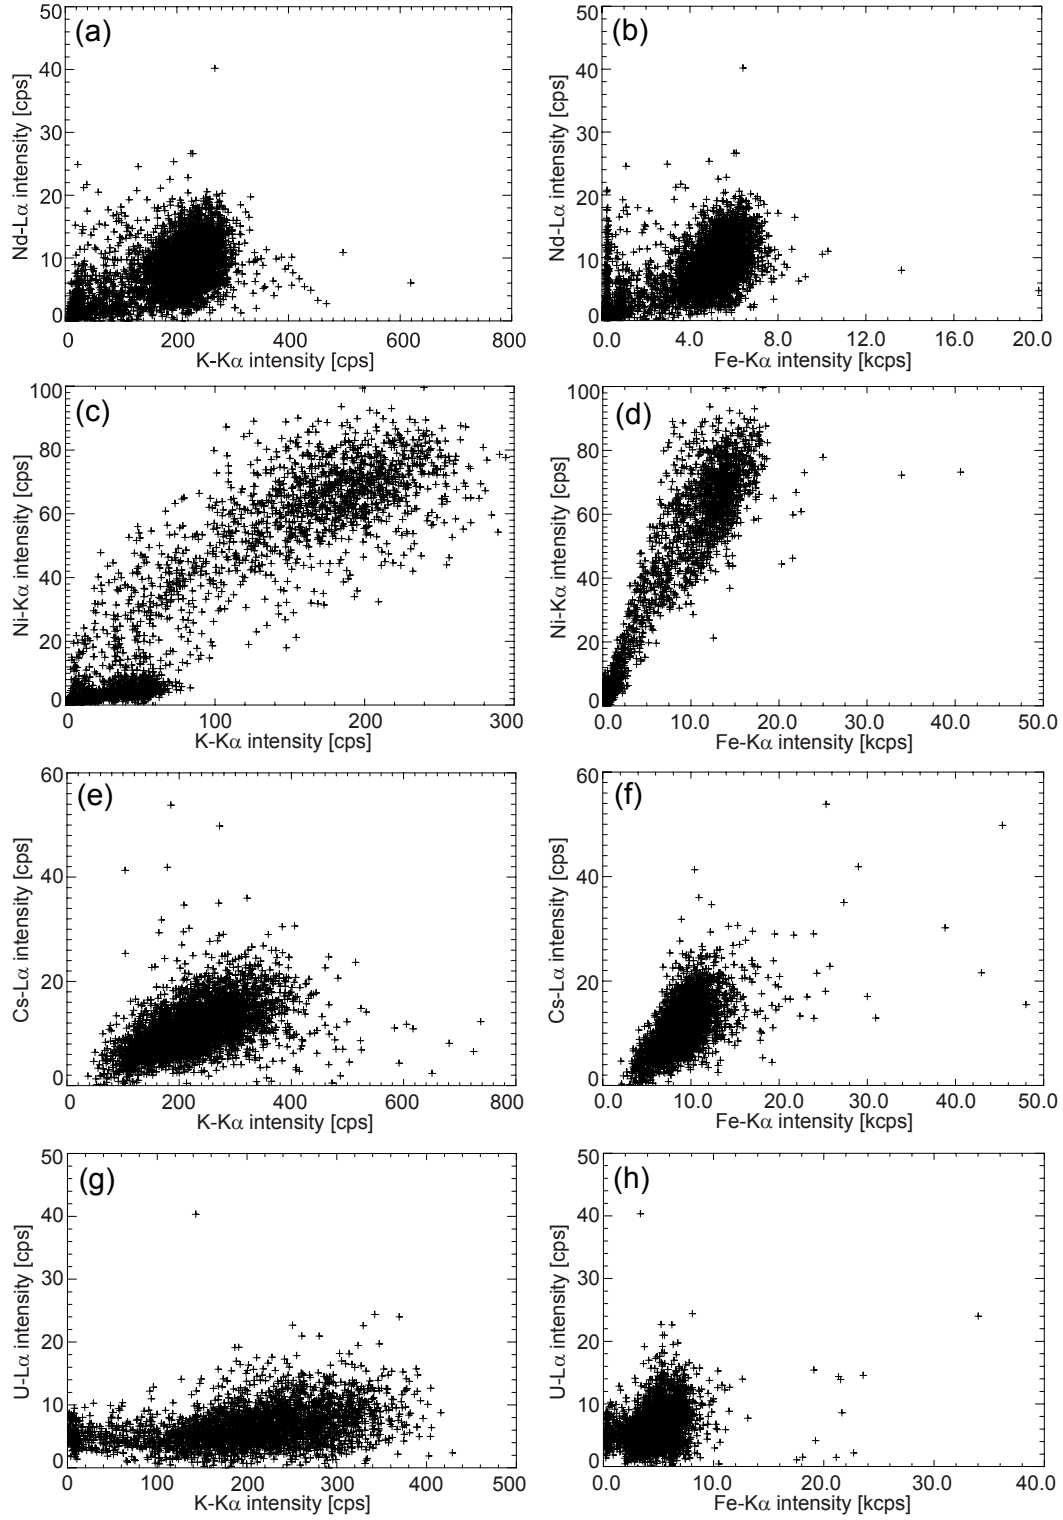 (a)
50
40
30
20
10
0
Nd-Lα intensity [cps]
0 200 400 600 800
K-Kα intensity [cps]
(b)
50
40
30
20
10
0
Nd-Lα intensity [cps]
0.0 4.0 8.0 12.0 16.0 20.0
Fe-Kα intensity [kcps]
(c)
100
80
60
40
20
0
Ni-Kα intensity [cps]
0 100 200 300
K-Kα intensity [cps]
(d)
100
80
60
40
20
0
Ni-Kα intensity [cps]
0.0 10.0 20.0 30.0 40.0 50.0
Fe-Kα intensity [kcps]
(e)
60
40
20
0
Cs-Lα intensity [cps]
0 200 400 600 800
K-Kα intensity [cps]
(f)
60
40
20
0
Cs-Lα intensity [cps]
0.0 10.0 20.0 30.0 40.0 50.0
Fe-Kα intensity [kcps]
(g)
50
40
30
20
10
0
U-Lα intensity [cps]
0 100 200 300 400 500
K-Kα intensity [cps]
(h)
50
40
30
20
10
0
U-Lα intensity [cps]
0.0 10.0 20.0 30.0 40.0
Fe-Kα intensity [kcps]